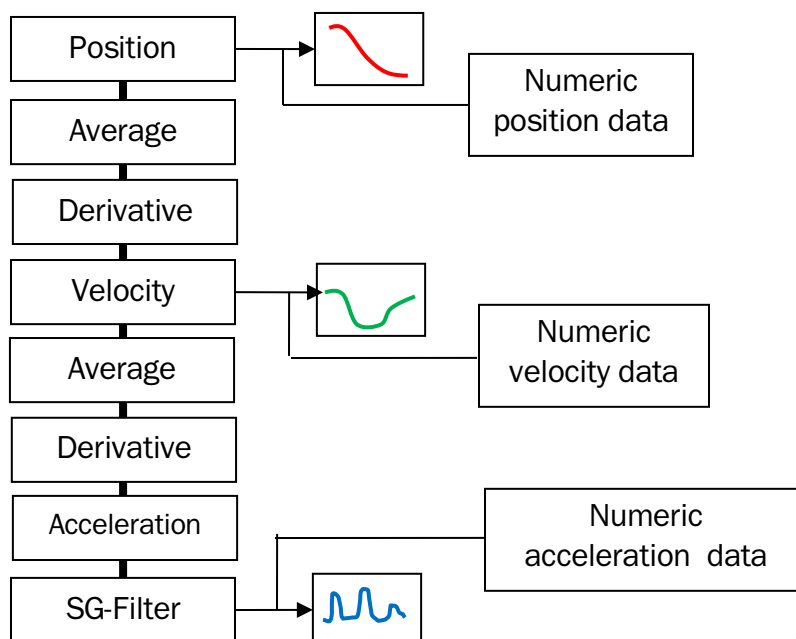 Position
Numeric
position data
Average
Derivative
Velocity
Numeric
velocity data
Average
Derivative
Acceleration
Numeric
acceleration data
SG-Filter